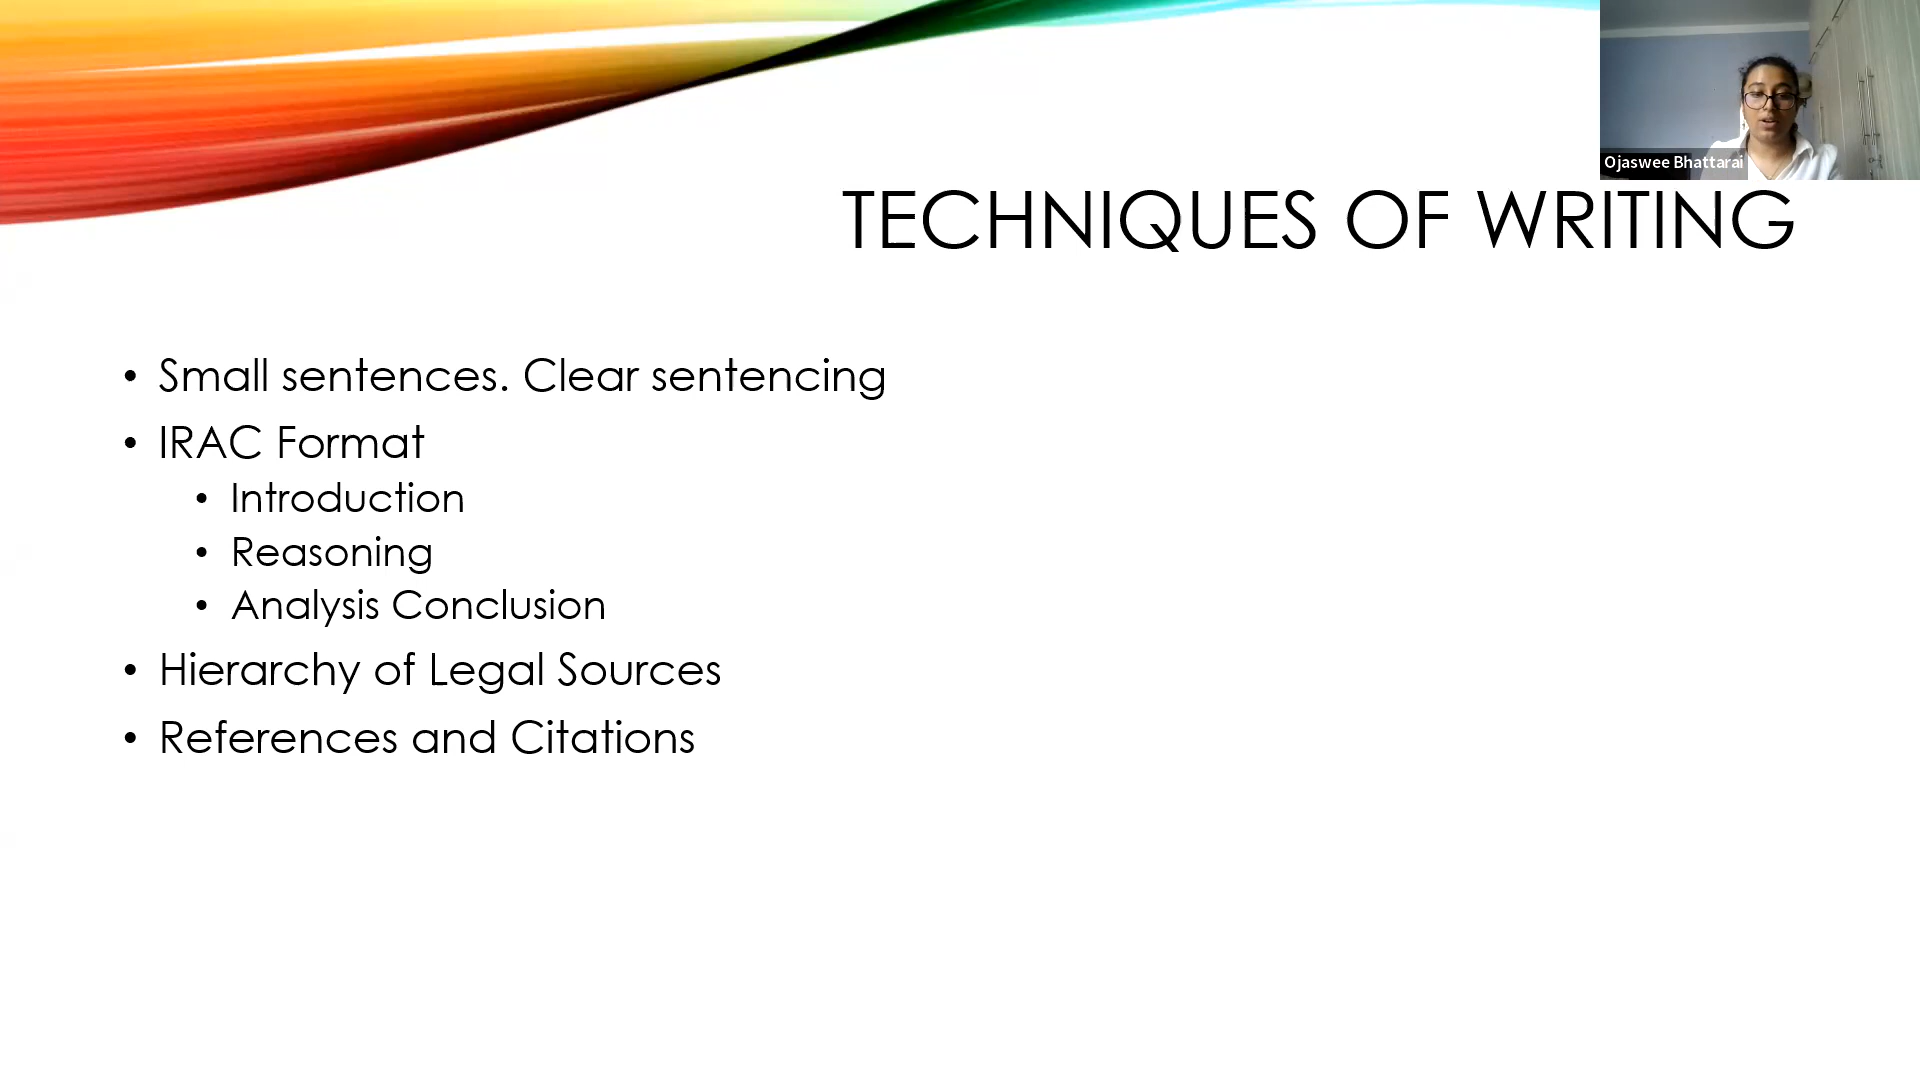 Ojaswee Bhattarai
TECHNIQUES OF WRITING
• Small sentences. Clear sentencing
• IRAC Format
• Introduction
• Reasoning
• Analysis Conclusion
• Hierarchy of Legal Sources
• References and Citations